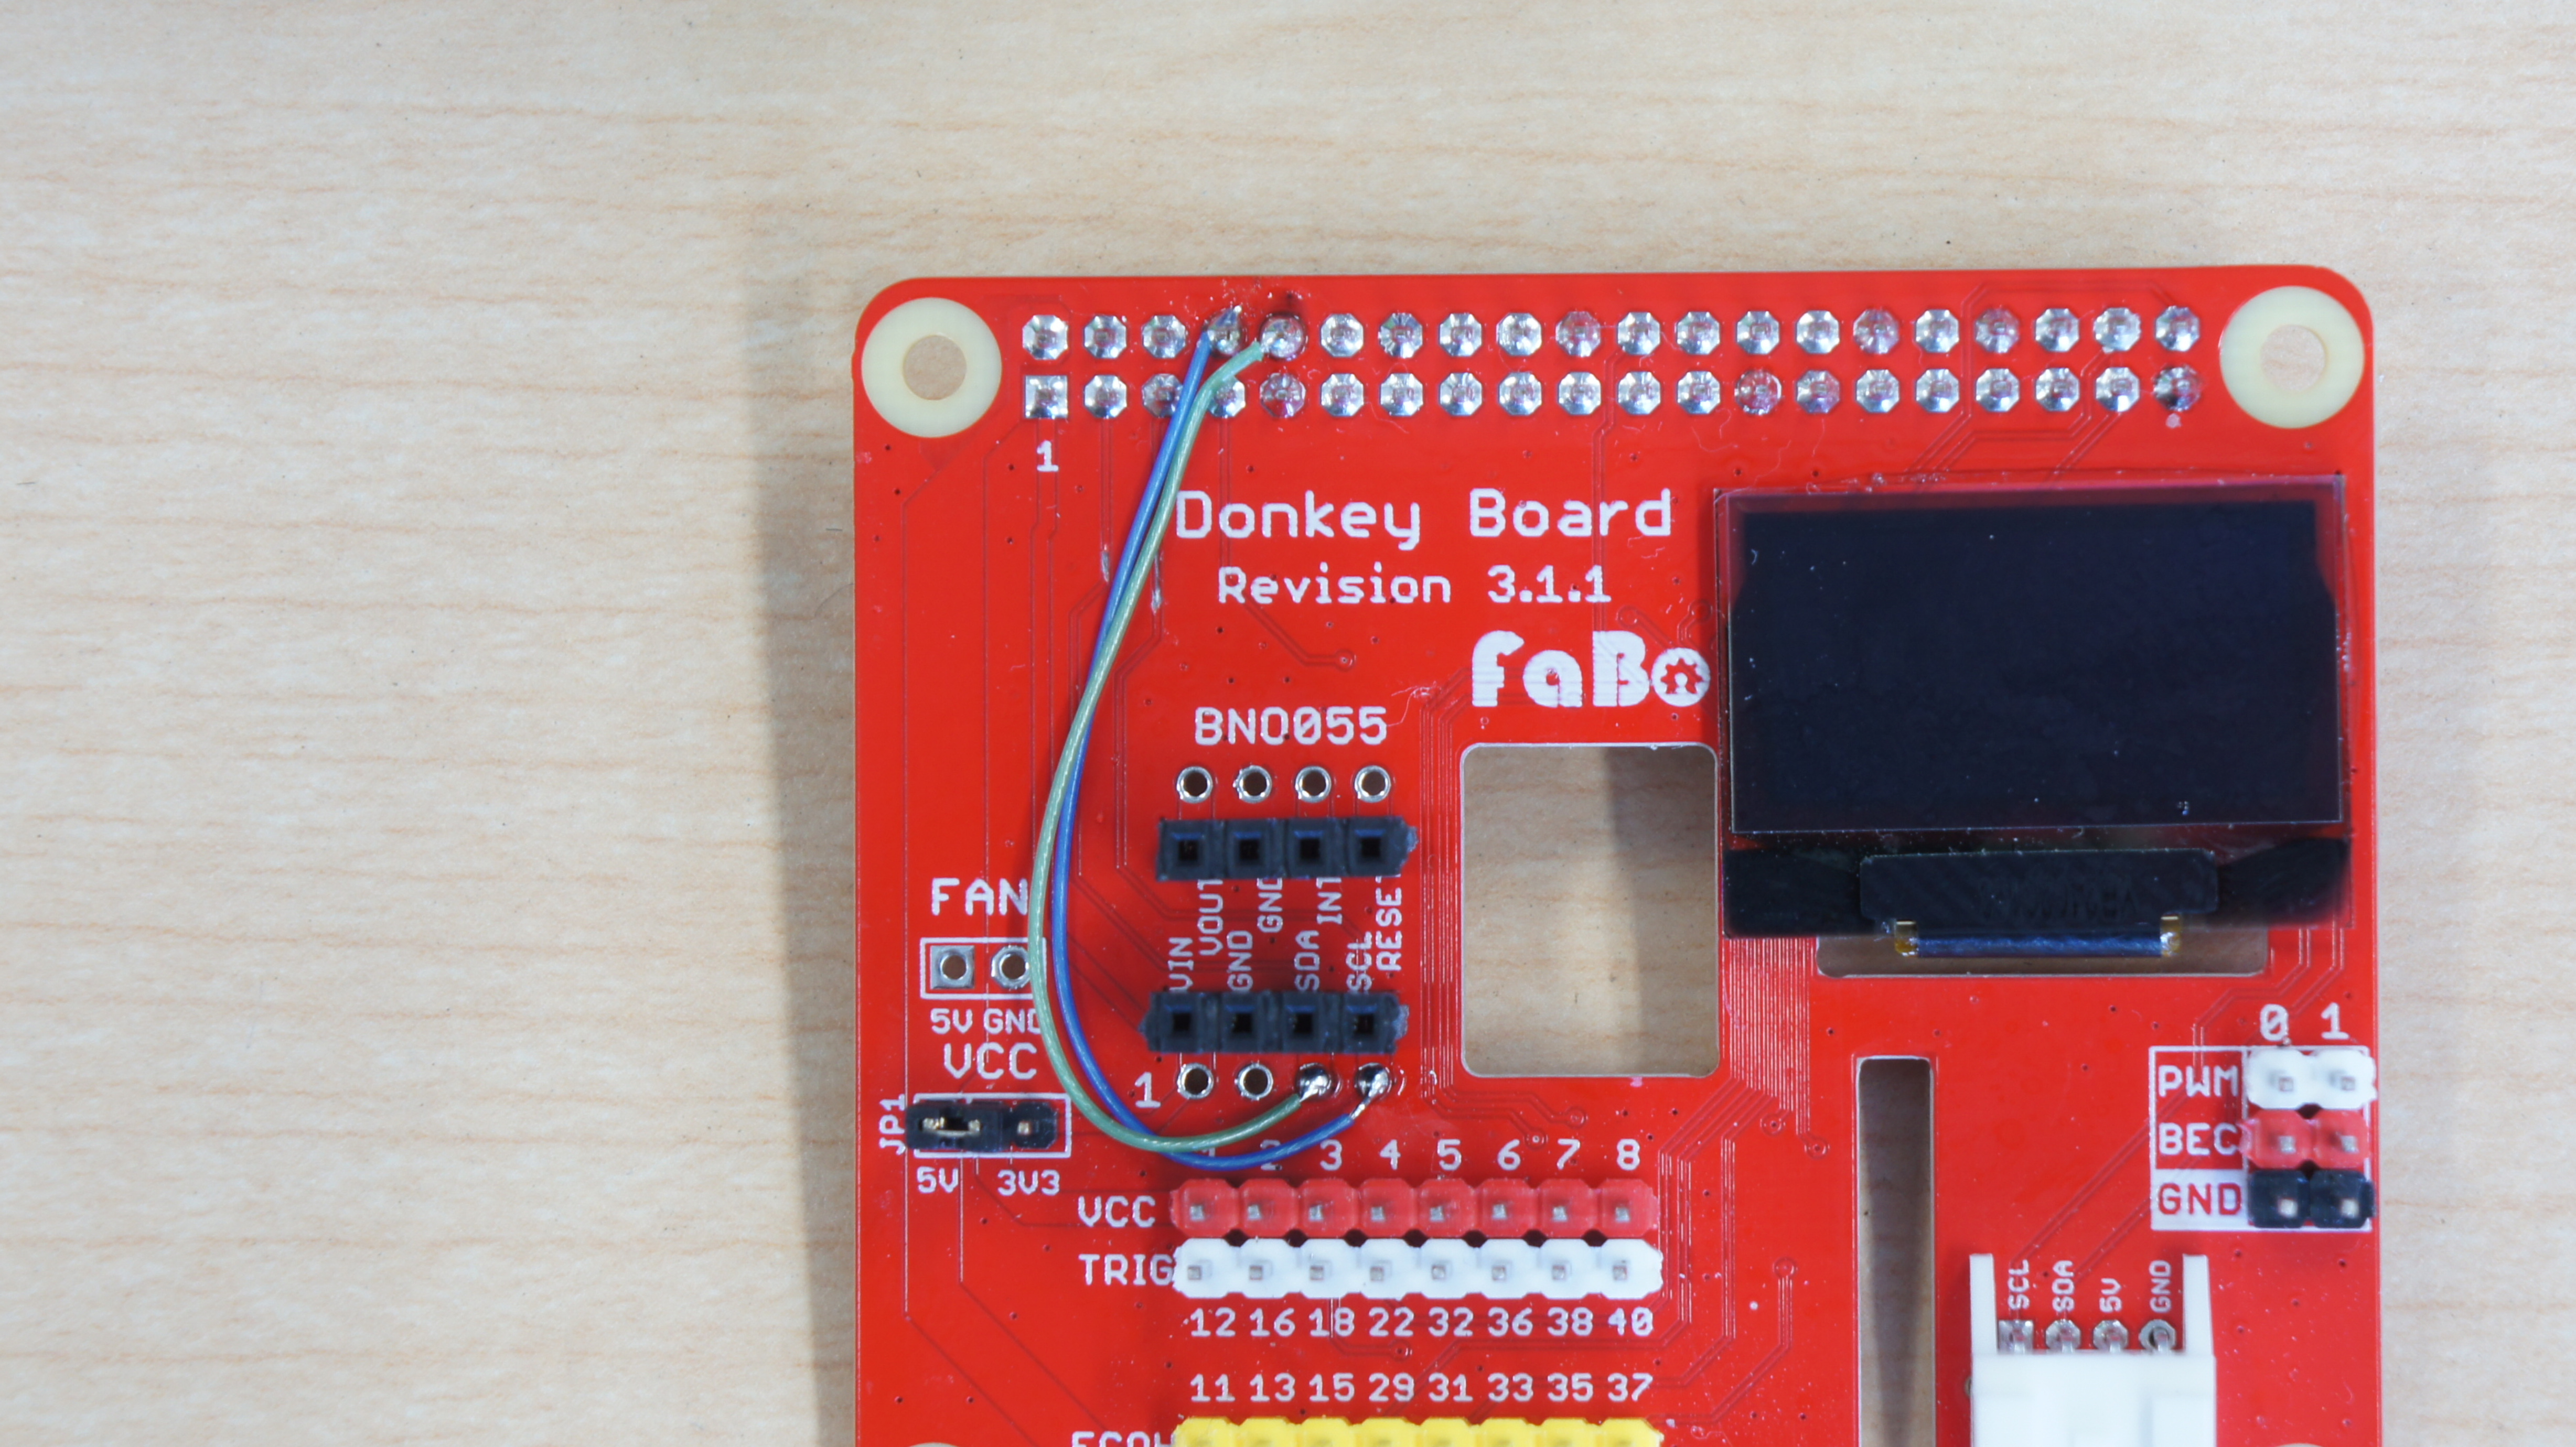 1
Donkey Board
Revision 3.1.1
FaBo
BNO055
FAN
VOUT GND INT RESET
VIN GND SDA SCL
5V GND
VCC
1
JP1
5V 3V3
2 3 4 5 6 7 8
VCC
TRIG
12 16 18 22 32 36 38 40
11 13 15 29 31 33 35 37
0 1
PWM
BEC
GND
SCL SDA 5V GND